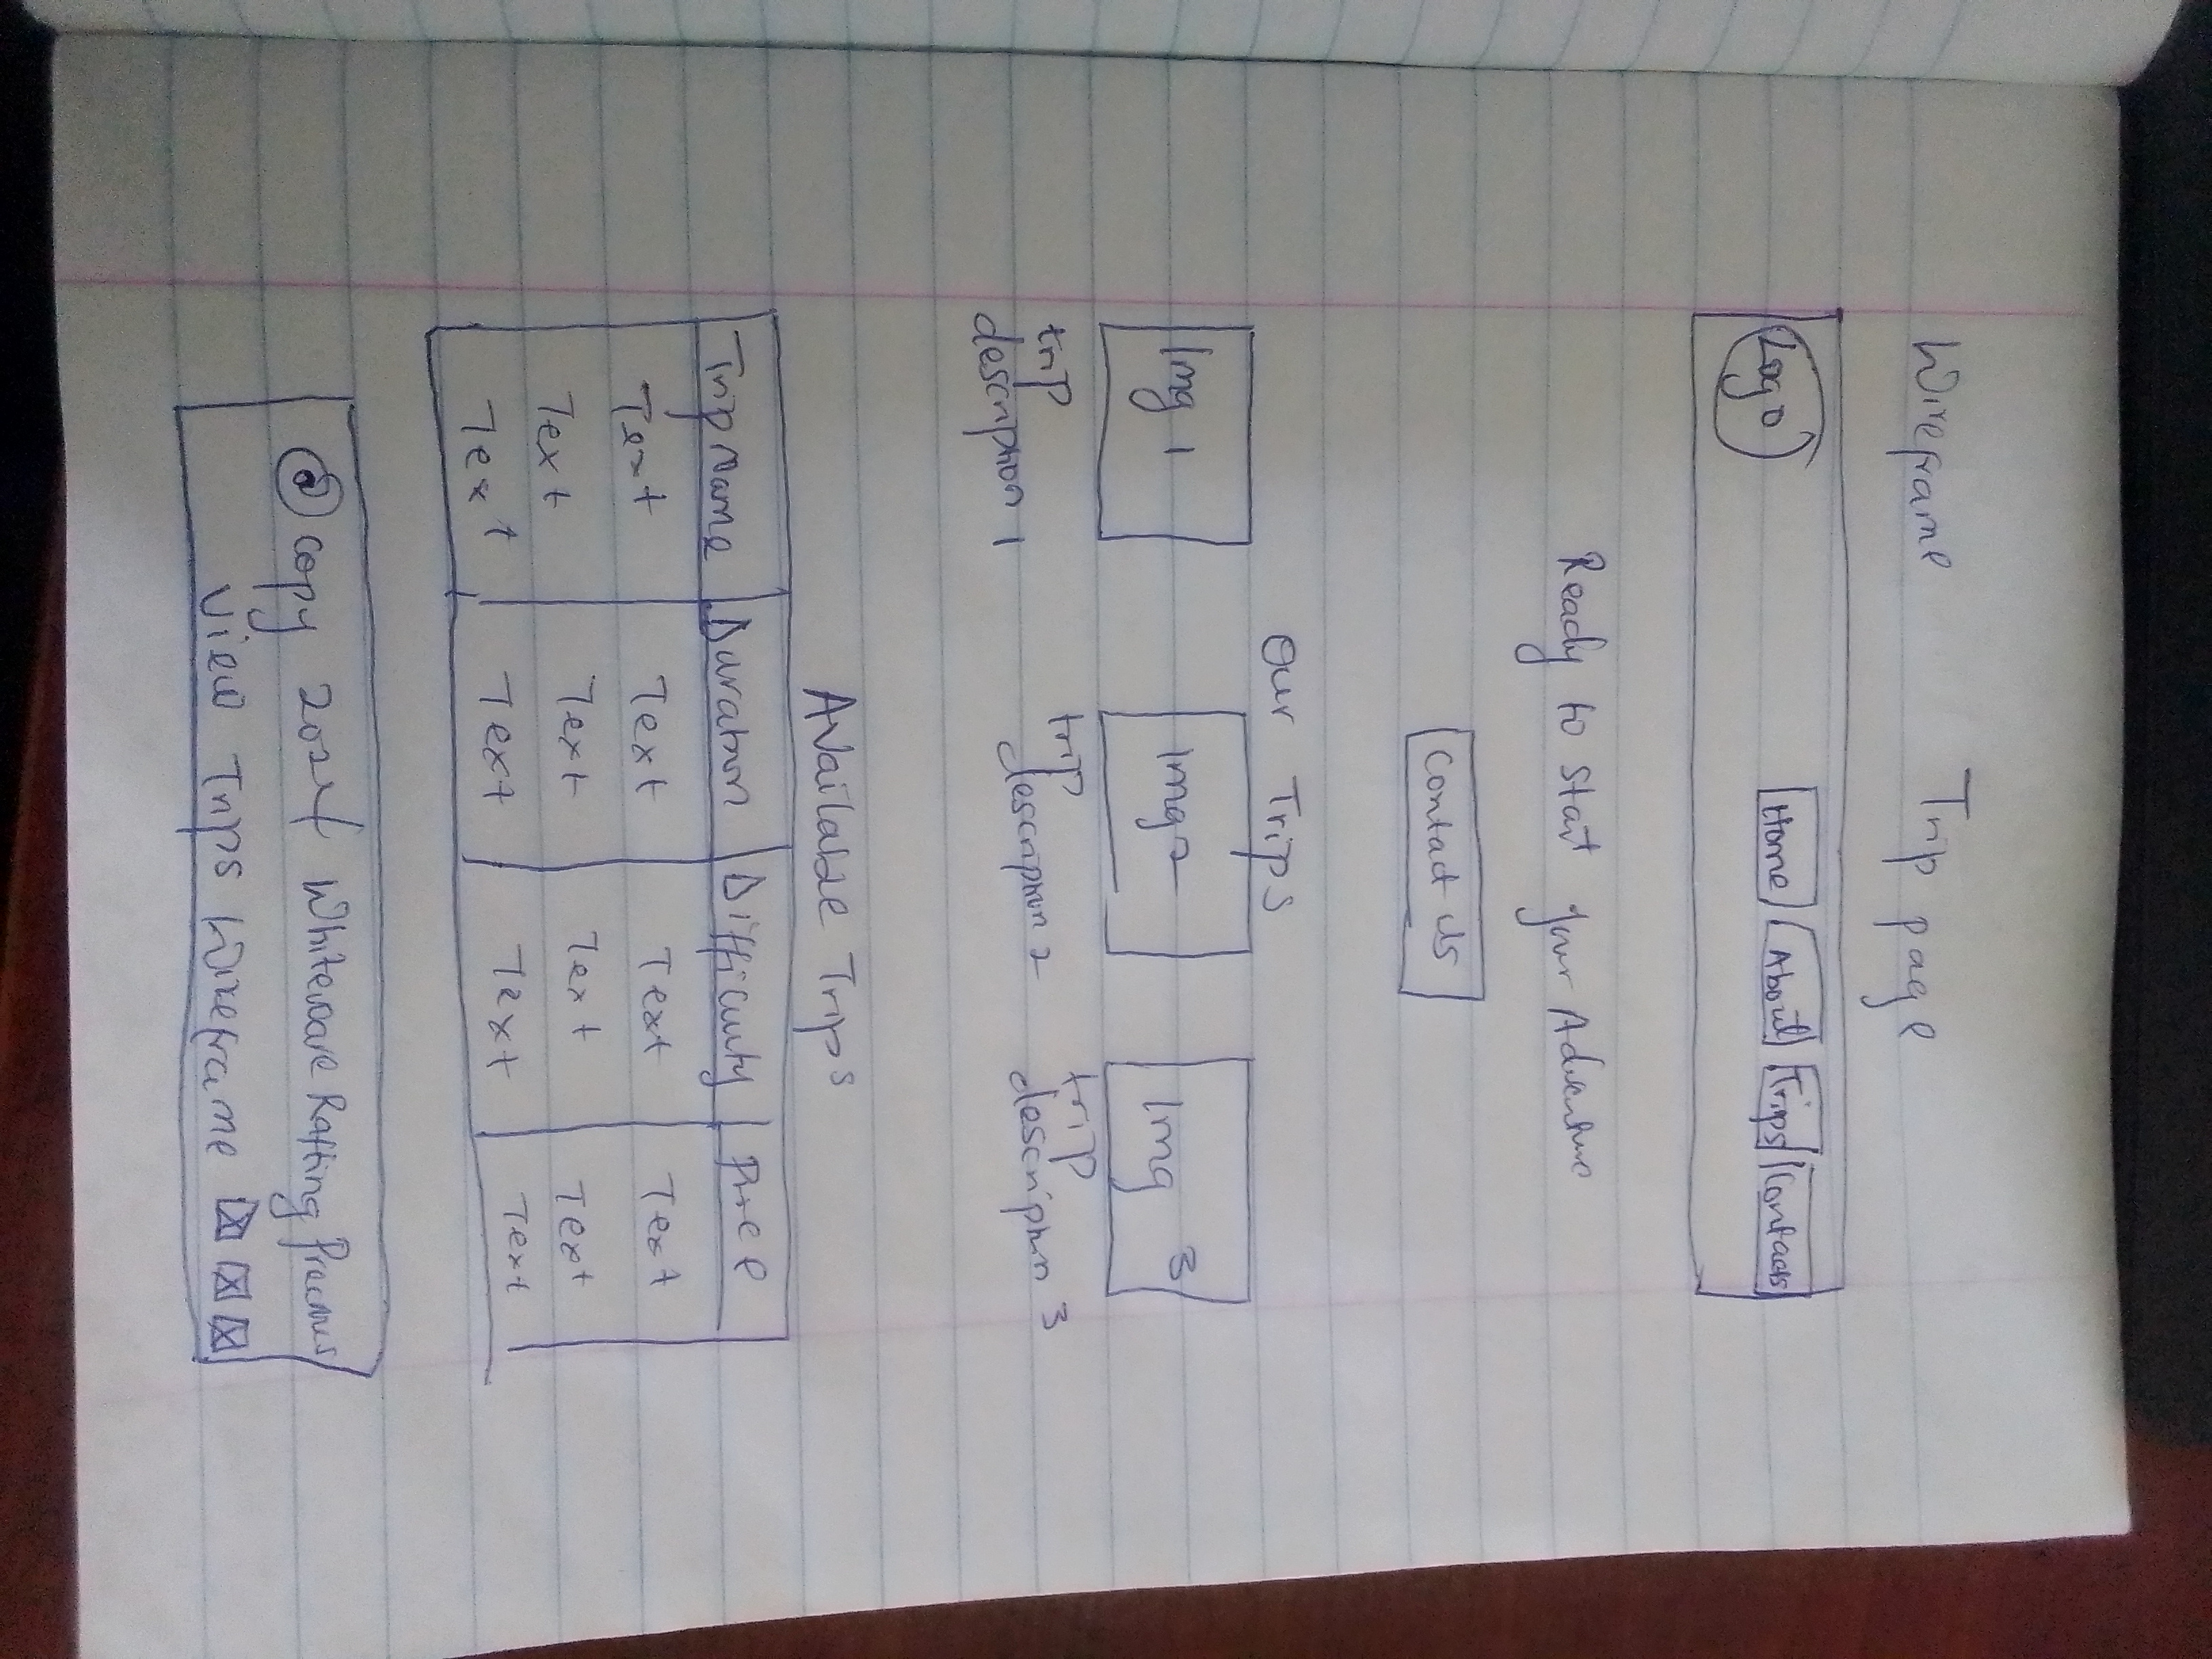 Wireframe Trip page
Logo Home About Trips Contacts
Ready to start your Adventure
Contact Us
Our Trips
Img 1 Img 2 Img 3
trip description 1 trip description 2 trip description 3
Available Trips
Trip Name Duration Difficulty Price
Text Text Text Text
Text Text Text Text
Text Text Text Text
© copy 2024 Rafting
View Trips Wireframe